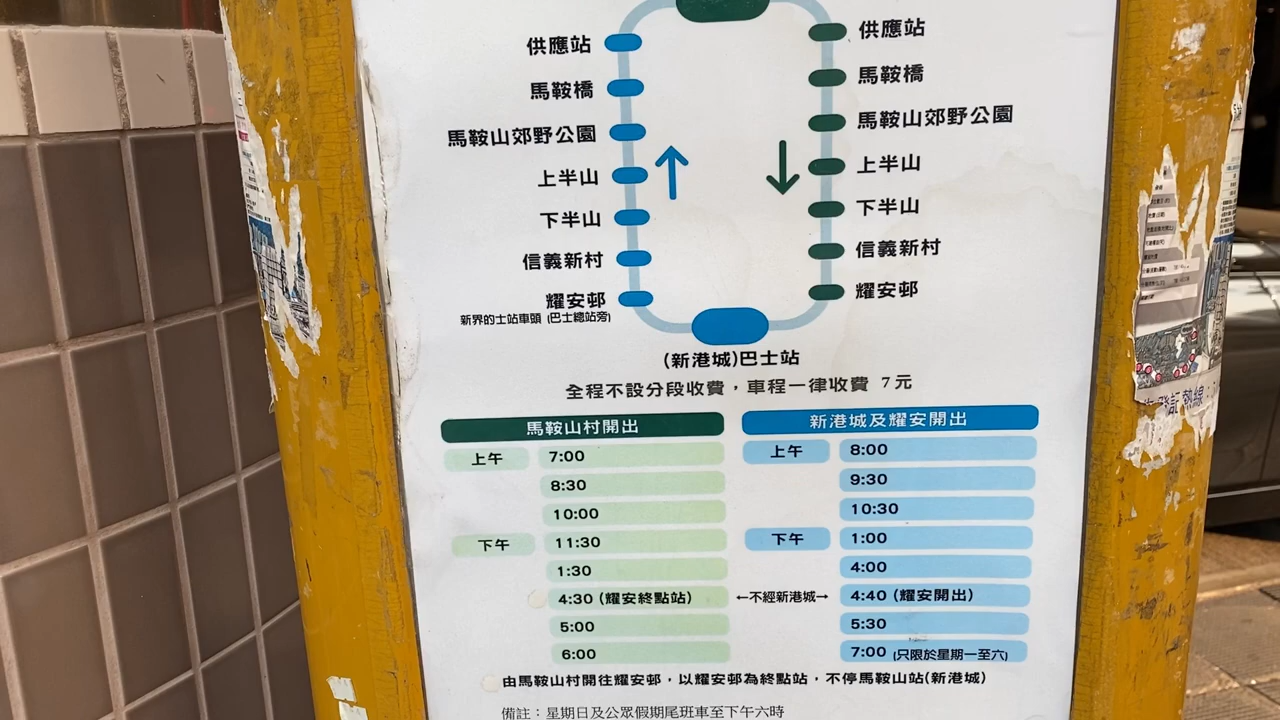 供應站
馬鞍橋
馬鞍山郊野公園
上半山
下半山
信義新村
耀安邨
新界的士站車頭 (巴士總站旁)
供應站
馬鞍橋
馬鞍山郊野公園
上半山
下半山
信義新村
耀安邨
(新港城)巴士站
全程不設分段收費，車程一律收費 7元
馬鞍山村開出
上午 7:00
8:30
10:00
下午 11:30
1:30
4:30 (耀安終點站)
5:00
6:00
←不經新港城→
新港城及耀安開出
上午 8:00
9:30
10:30
下午 1:00
4:00
4:40 (耀安開出)
5:30
7:00 (只限於星期一至六)
由馬鞍山村開往耀安邨，以耀安邨為終點站，不停馬鞍山站(新港城)
備註：星期日及公眾假期尾班車至下午六時